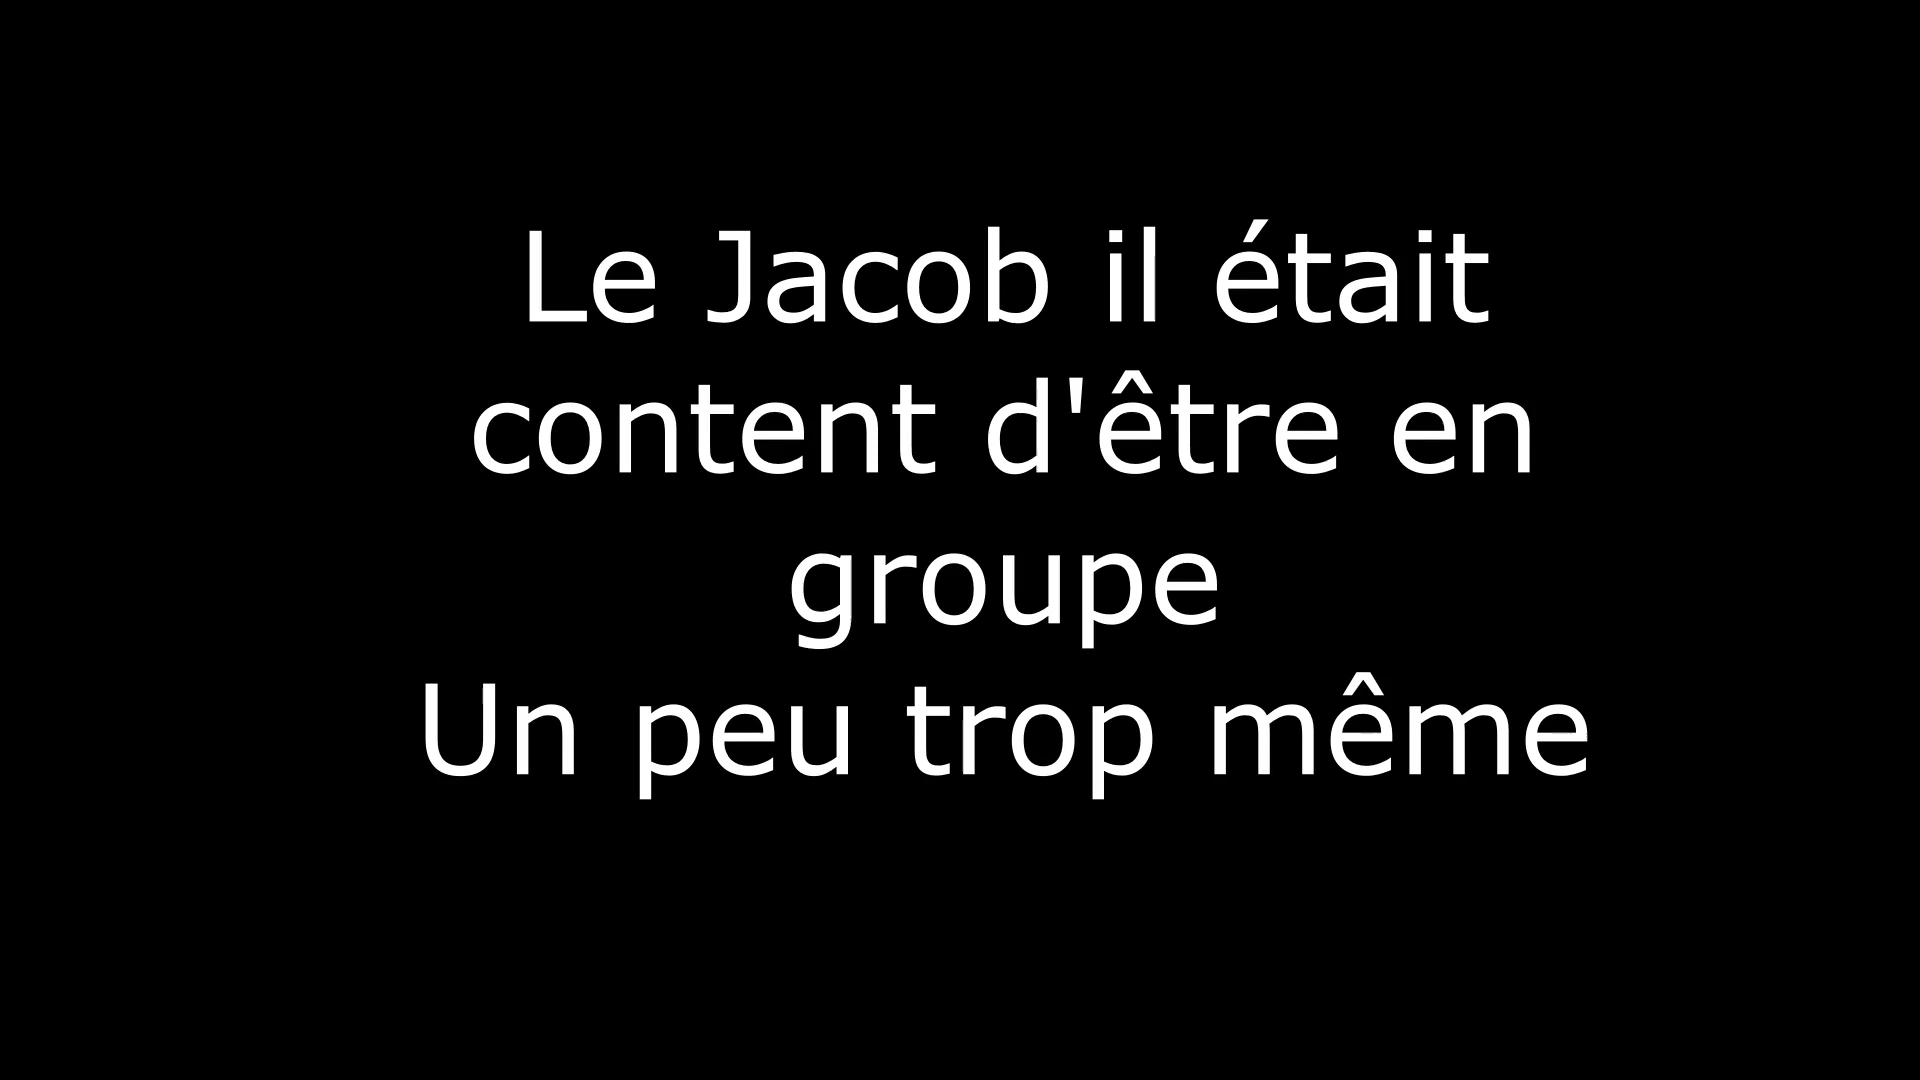 Le Jacob il était
content d'être en
groupe
Un peu trop même